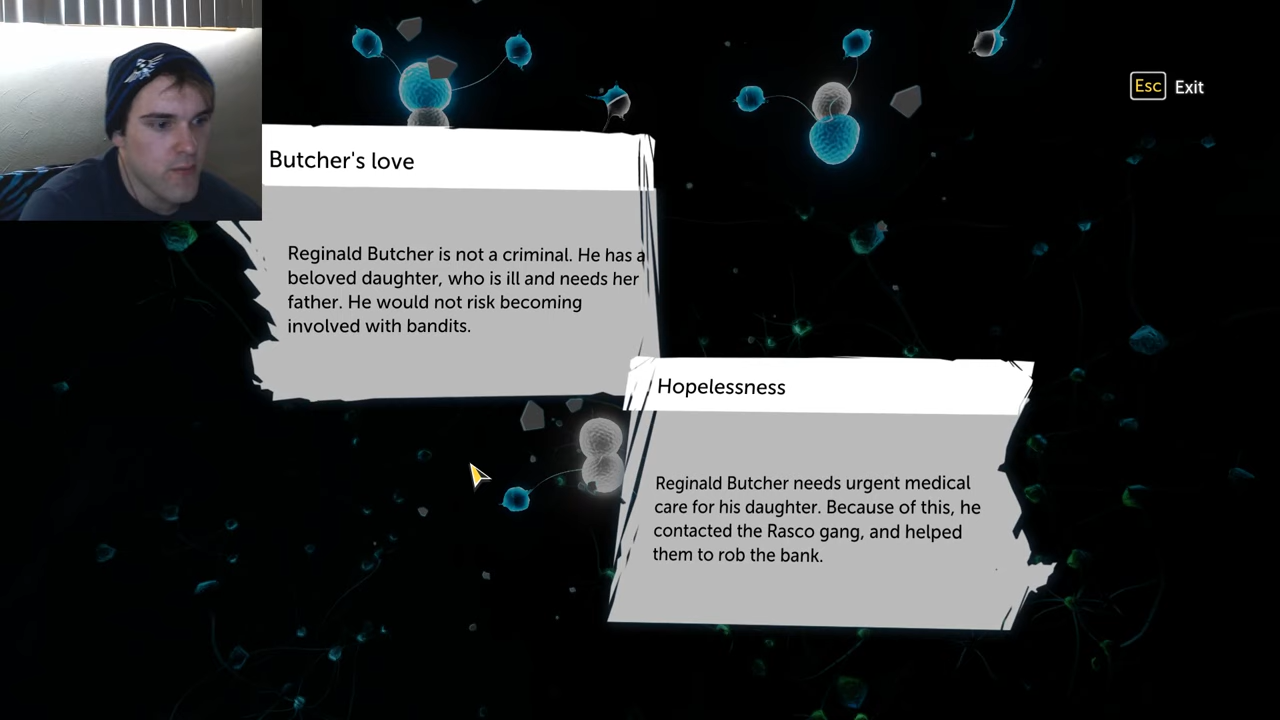 Esc Exit
Butcher's love
Reginald Butcher is not a criminal. He has a
beloved daughter, who is ill and needs her
father. He would not risk becoming
involved with bandits.
Hopelessness
Reginald Butcher needs urgent medical
care for his daughter. Because of this, he
contacted the Rasco gang, and helped
them to rob the bank.